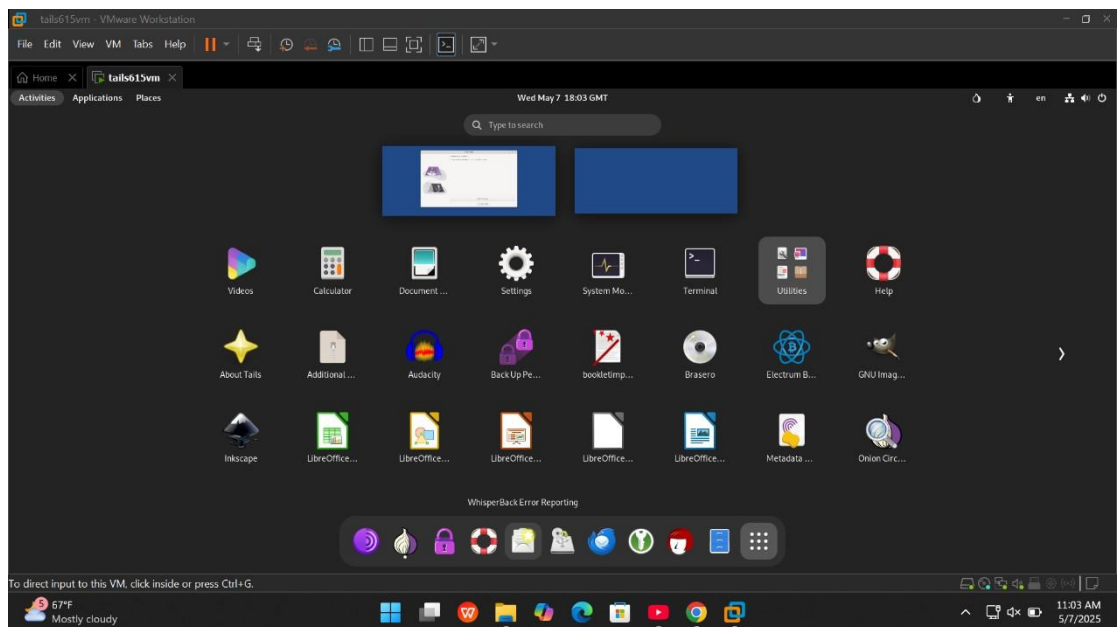 tails615vm - VMware Workstation
File Edit View VM Tabs Help
Home tails615vm
Activities Applications Places Wed May 7 18:03 GMT en
Type to search
Videos Calculator Document ... Settings System Mo... Terminal Utilities Help
About Tails Additional ... Audacity Back Up Pe... bookletimp... Brasero Electrum B... GNU Imag...
Inkscape LibreOffice... LibreOffice... LibreOffice... LibreOffice... LibreOffice... Metadata ... Onion Circ...
WhisperBack Error Reporting
To direct input to this VM, click inside or press Ctrl+G.
5 67°F 11:03 AM
Mostly cloudy 5/7/2025